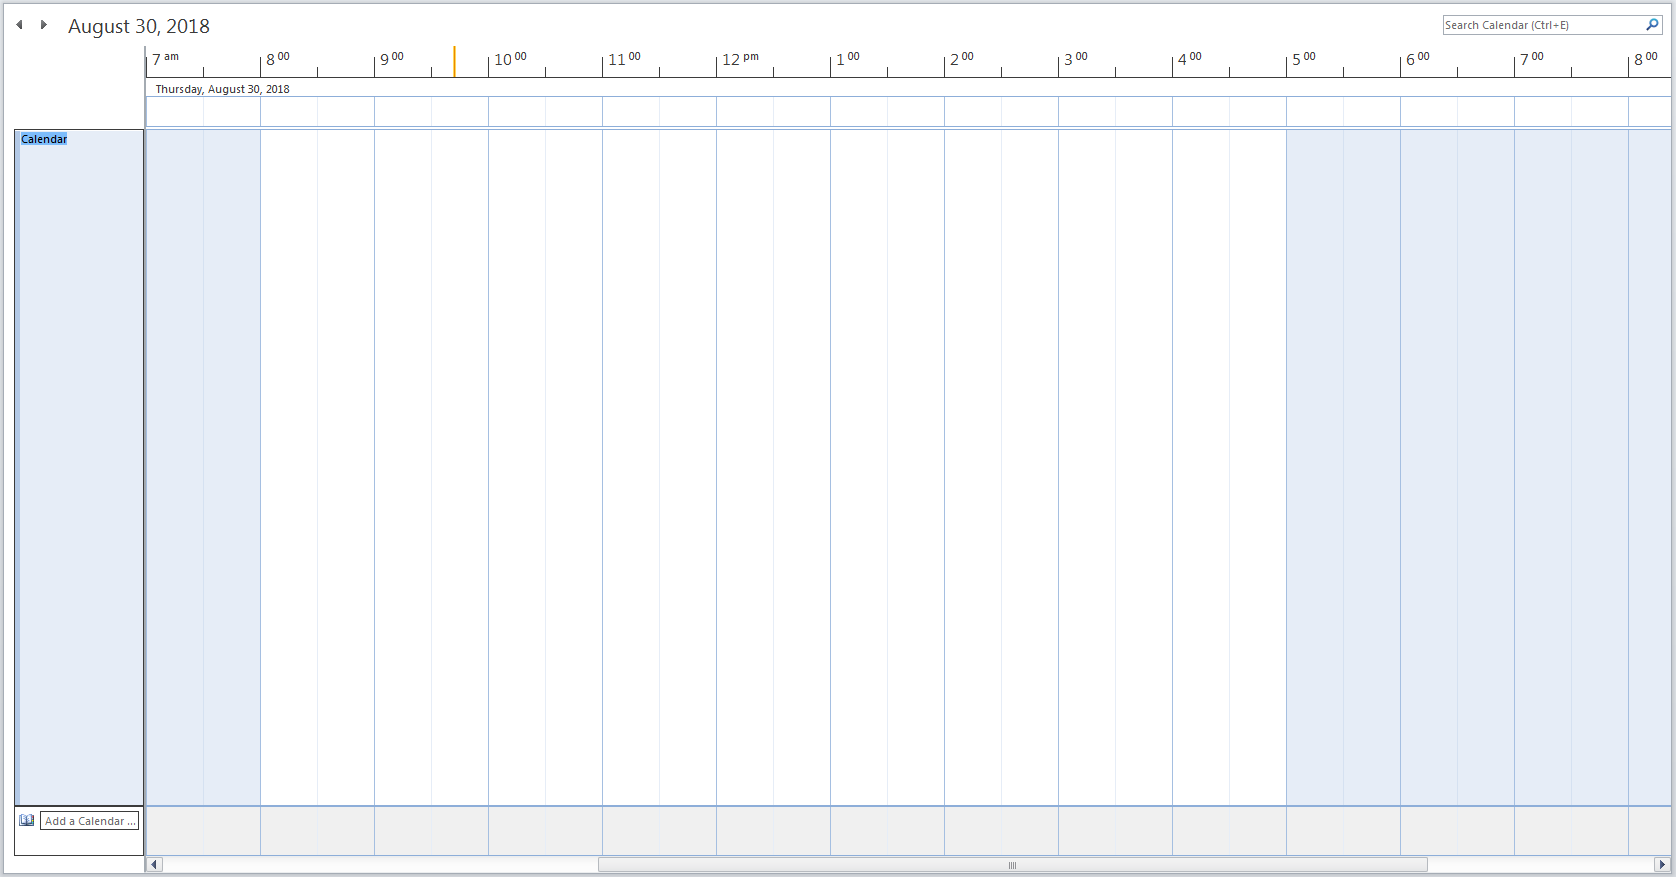 August 30, 2018
Search Calendar (Ctrl+E)
7 am 8 00 9 00 10 00 11 00 12 pm 1 00 2 00 3 00 4 00 5 00 6 00 7 00 8 00
Thursday, August 30, 2018
Calendar
Add a Calendar ...